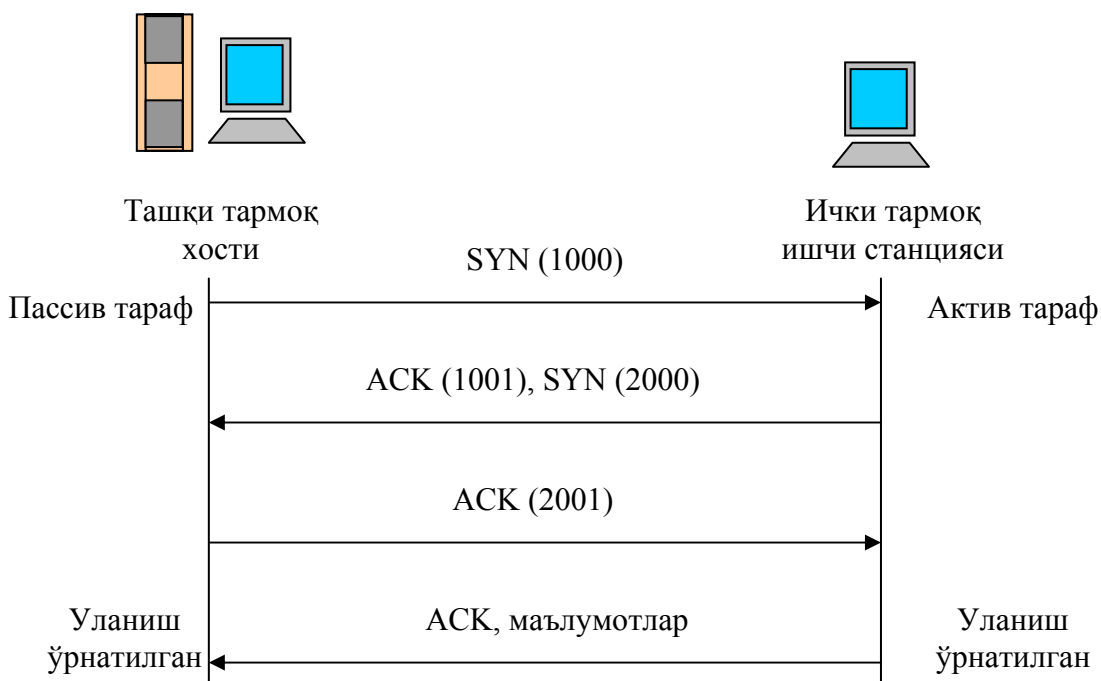 Ташқи тармоқ
хости
Ички тармоқ
ишчи станцияси
SYN (1000)
Пассив тараф
Актив тараф
ACK (1001), SYN (2000)
ACK (2001)
Уланиш
ўрнатилган
ACK, маълумотлар
Уланиш
ўрнатилган